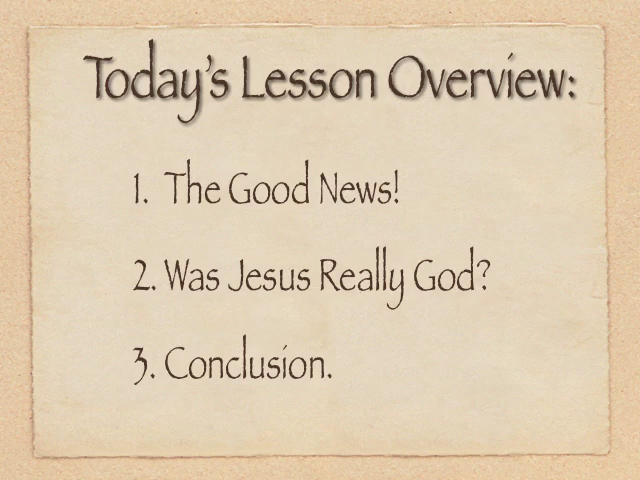 Today's Lesson Overview:
1. The Good News!
2. Was Jesus Really God?
3. Conclusion.